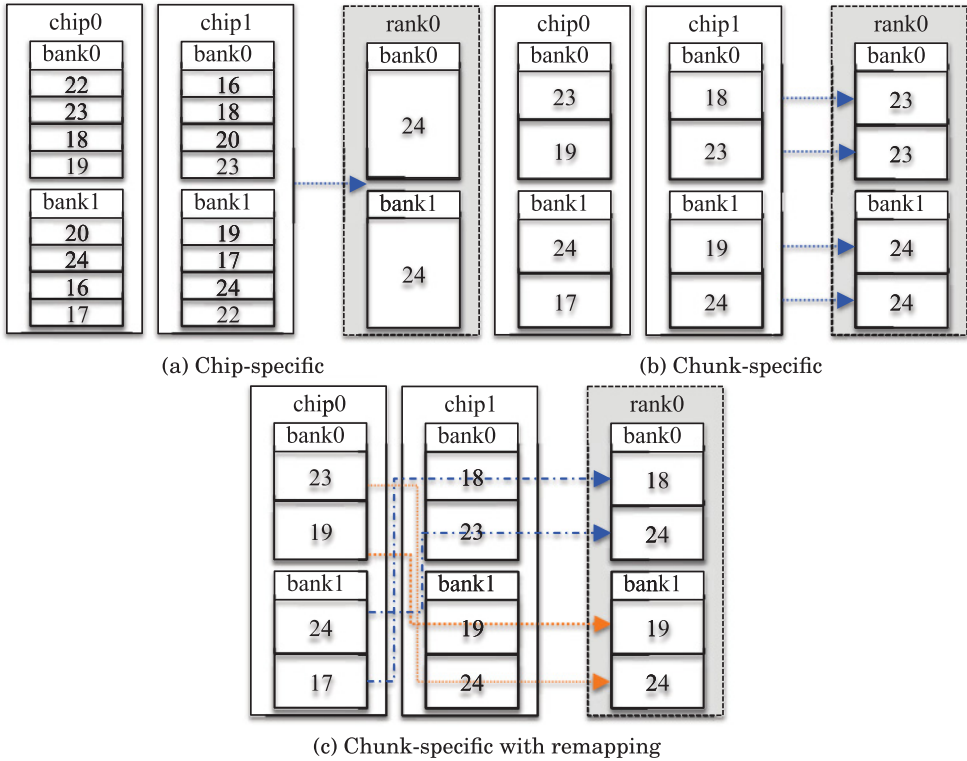 chip0 chip1 rank0 chip0 chip1 rank0
bank0 bank0 bank0 bank0 bank0 bank0
22 16 24 23 18 23
23 18
18 20 19 23 23
19 23
bank1 bank1 bank1 bank1 bank1 bank1
20 19 24 24 19 24
24 17
16 24 17 24 24
17 22
(a) Chip-specific (b) Chunk-specific
chip0 chip1 rank0
bank0 bank0 bank0
23 18 18
19 23 24
bank1 bank1 bank1
24 19 19
17 24 24
(c) Chunk-specific with remapping